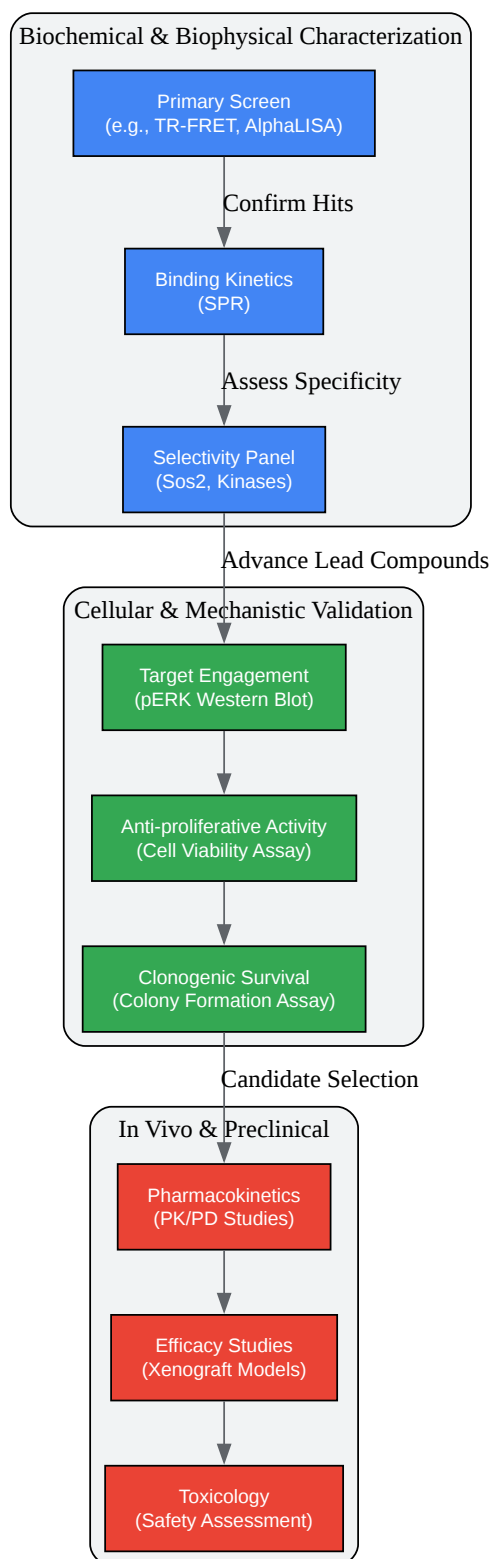 Biochemical & Biophysical Characterization
Primary Screen
(e.g., TR-FRET, AlphaLISA)
Confirm Hits
Binding Kinetics
(SPR)
Assess Specificity
Selectivity Panel
(Sos2, Kinases)
Advance Lead Compounds
Cellular & Mechanistic Validation
Target Engagement
(pERK Western Blot)
Anti-proliferative Activity
(Cell Viability Assay)
Clonogenic Survival
(Colony Formation Assay)
Candidate Selection
In Vivo & Preclinical
Pharmacokinetics
(PK/PD Studies)
Efficacy Studies
(Xenograft Models)
Toxicology
(Safety Assessment)